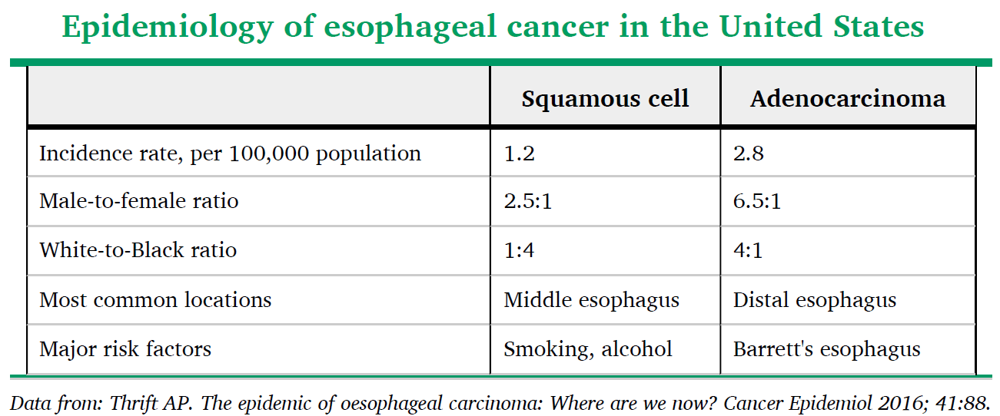 Epidemiology of esophageal cancer in the United States
Squamous cell Adenocarcinoma
Incidence rate, per 100,000 population 1.2 2.8
Male-to-female ratio 2.5:1 6.5:1
White-to-Black ratio 1:4 4:1
Most common locations Middle esophagus Distal esophagus
Major risk factors Smoking, alcohol Barrett's esophagus
Data from: Thrift AP. The epidemic of oesophageal carcinoma: Where are we now? Cancer Epidemiol 2016; 41:88.